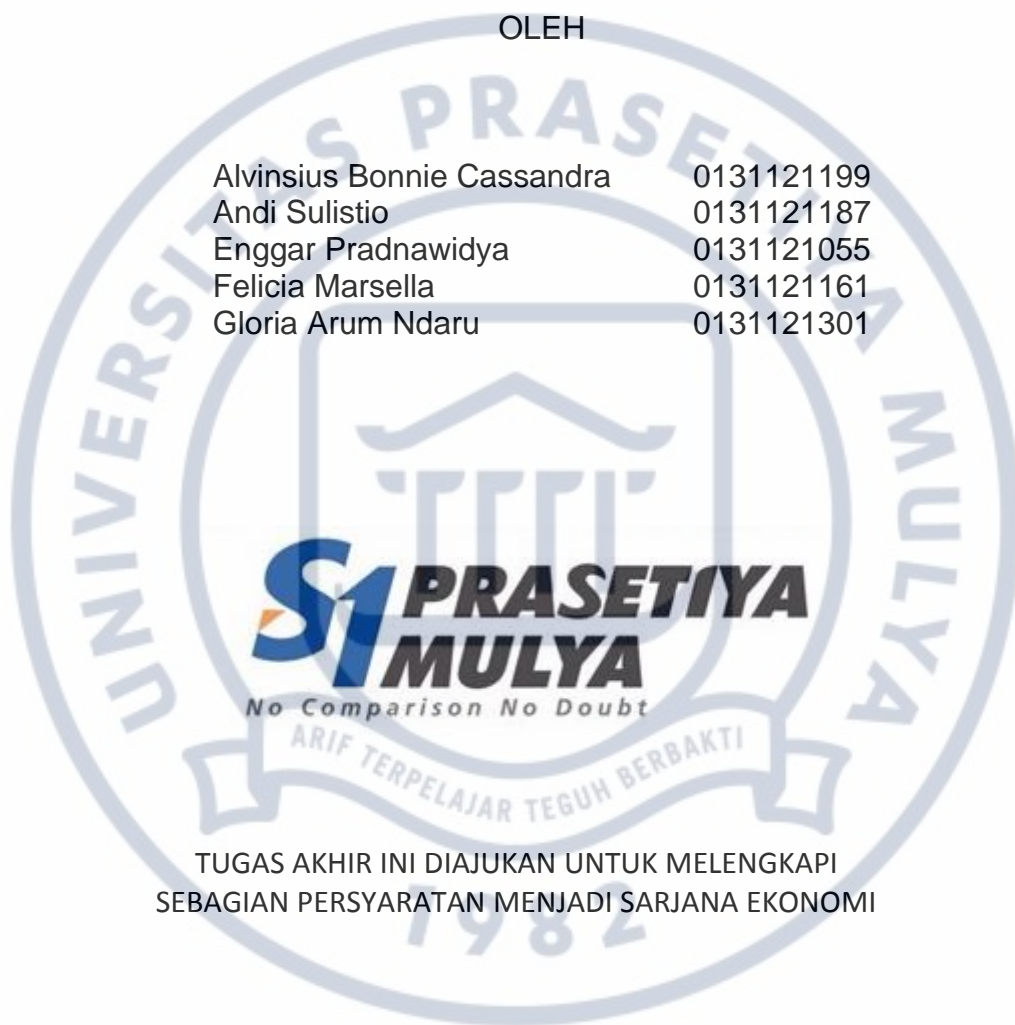 OLEH
UNIVERSITAS PRASETIYA MULYA
Alvinsius Bonnie Cassandra 0131121199
Andi Sulistio 0131121187
Enggar Pradnawidya 0131121055
Felicia Marsella 0131121161
Gloria Arum Ndaru 0131121301
S1 PRASETIYA
MULYA
No Comparison No Doubt
ARIF TERPELAJAR TEGUH BERBAKTI
TUGAS AKHIR INI DIAJUKAN UNTUK MELENGKAPI
SEBAGIAN PERSYARATAN MENJADI SARJANA EKONOMI
1982